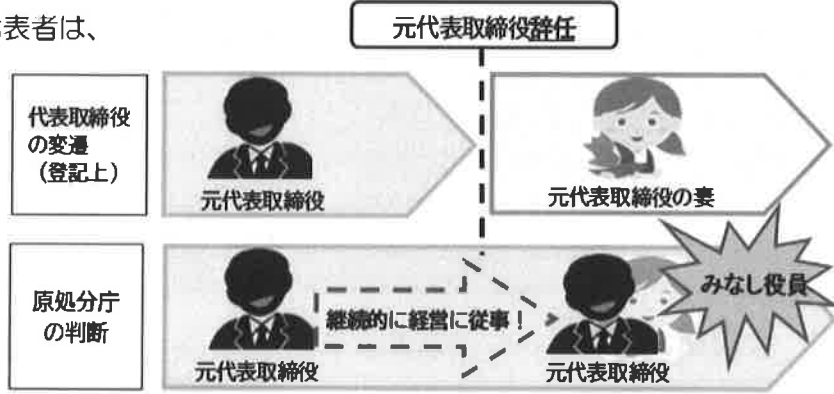 代表者は、
元代表取締役辞任
代表取締役
の変遷
(登記上)
元代表取締役
元代表取締役の妻
原処分庁
の判断
継続的に経営に従事!
みなし役員
元代表取締役
元代表取締役